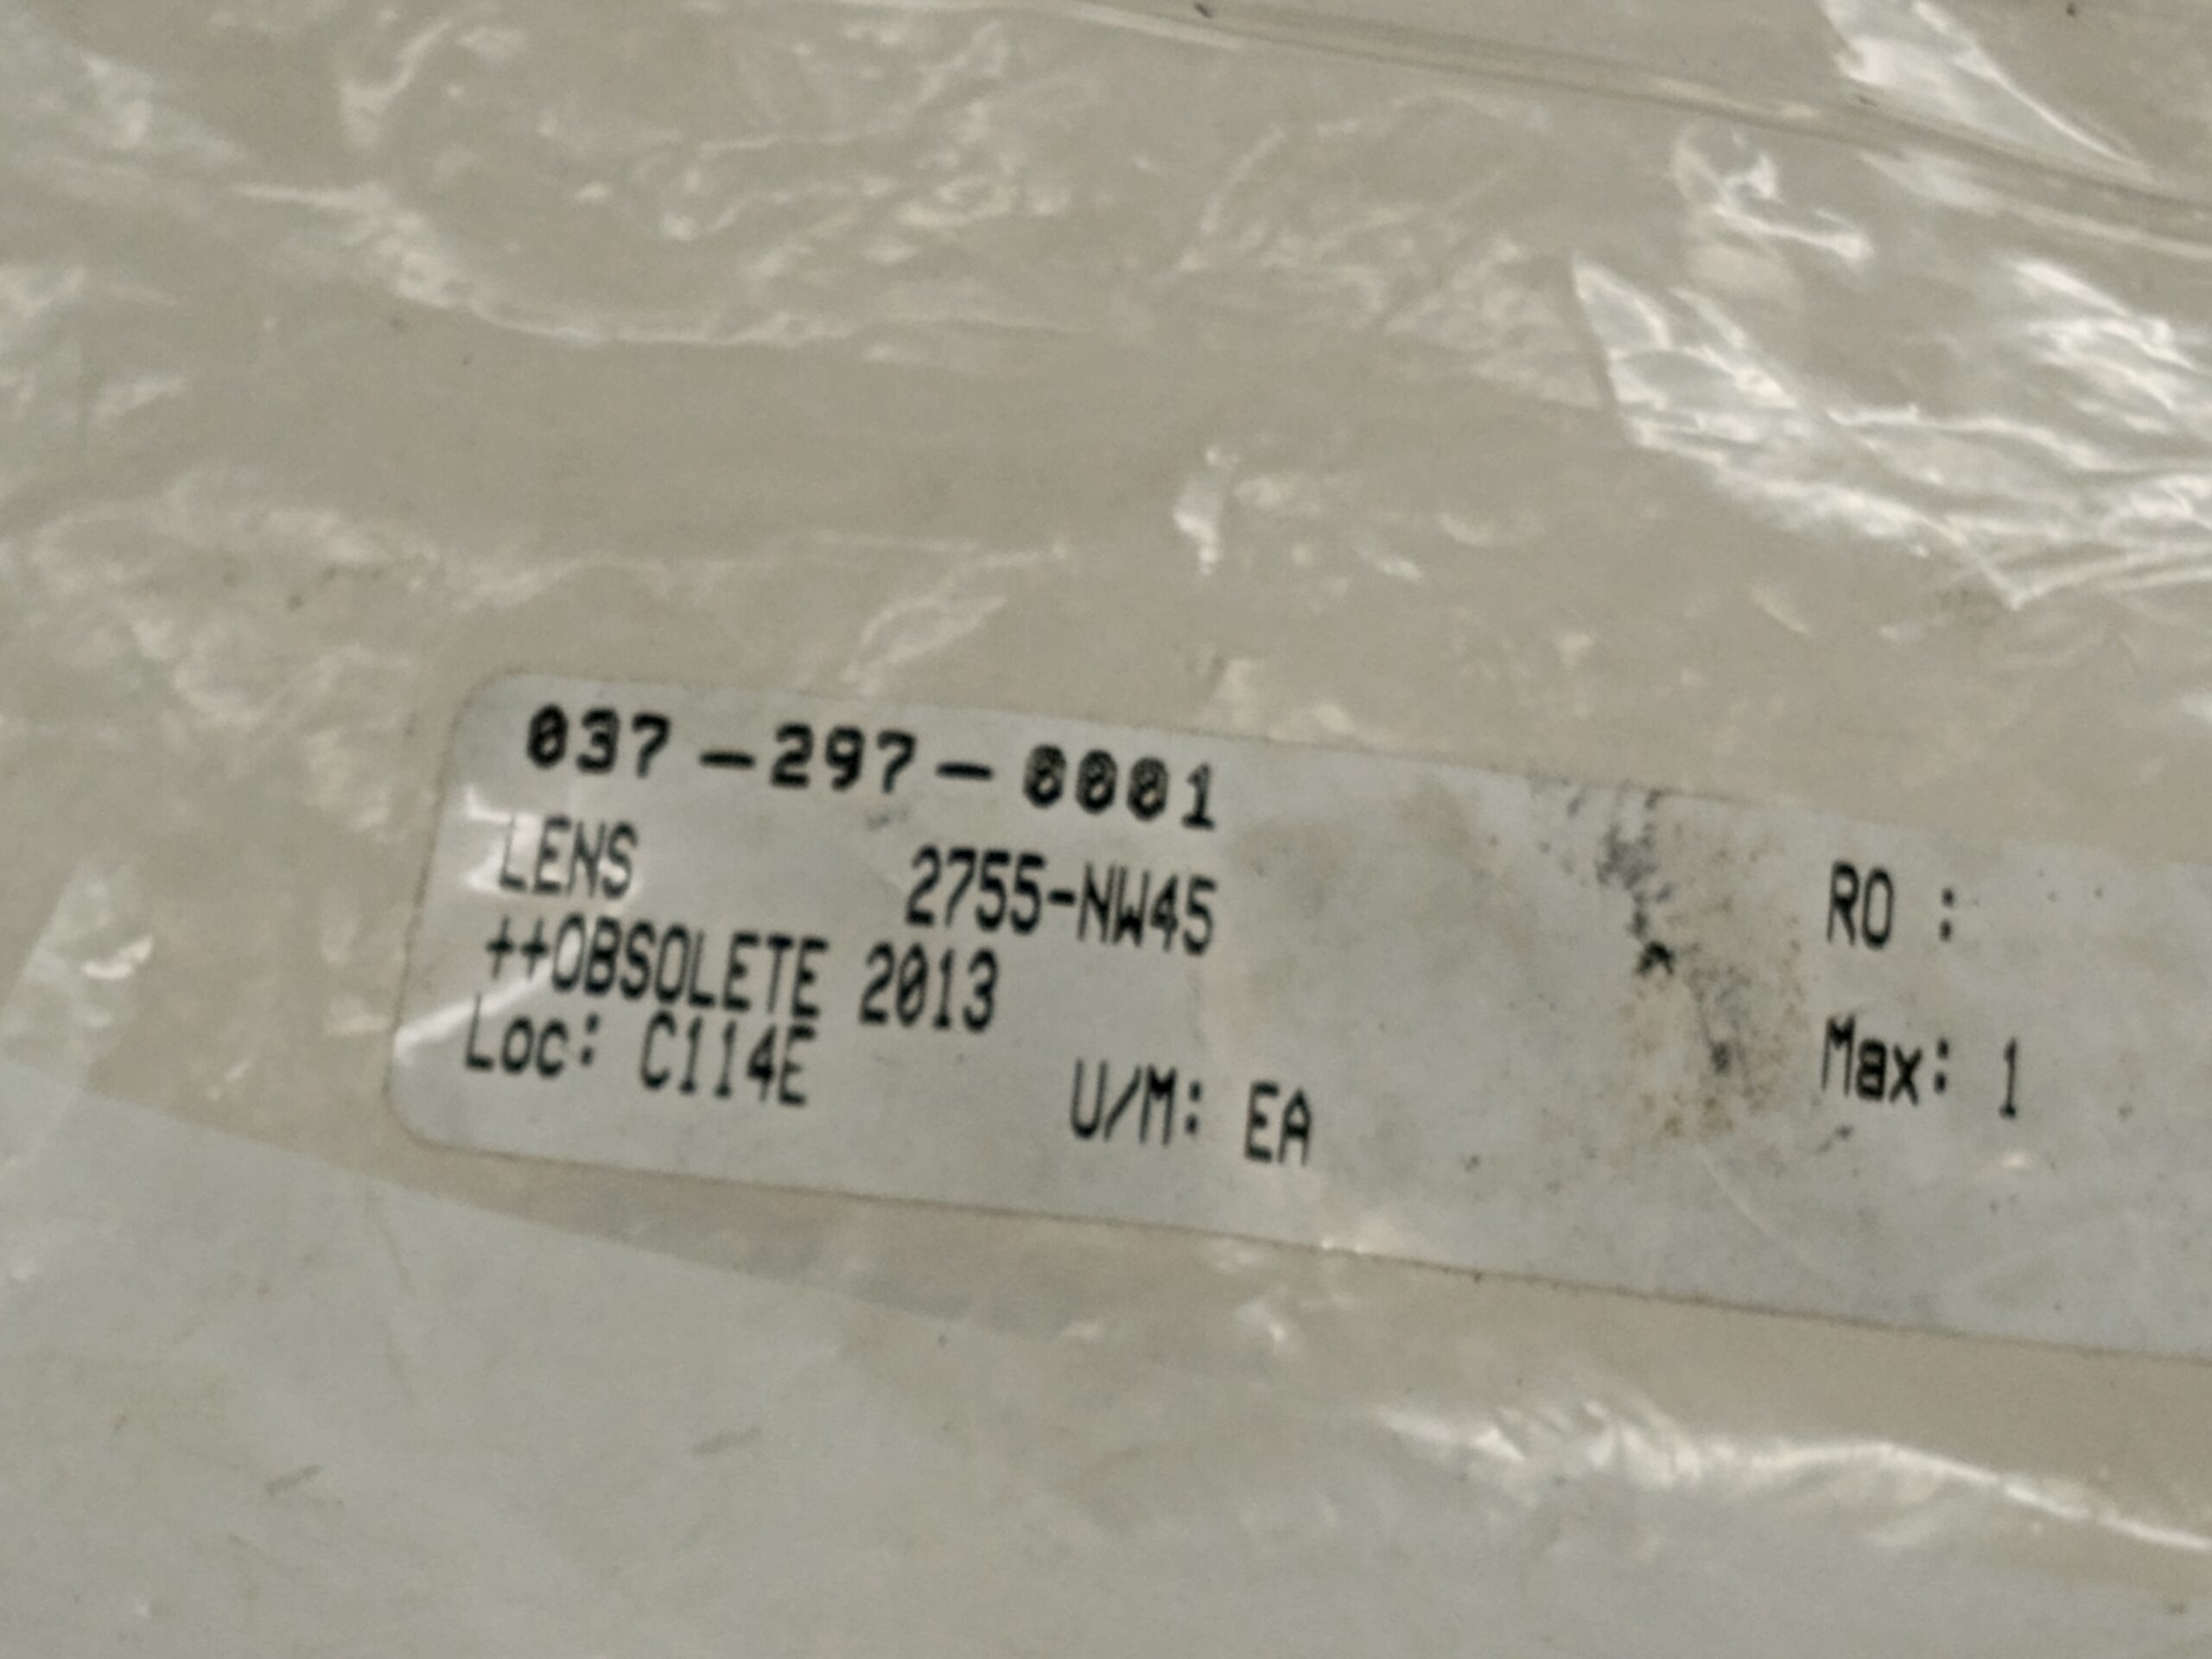 037-297-0001
LENS 2755-NW45 RO :
++OBSOLETE 2013
Loc: C114E U/M: EA Max: 1